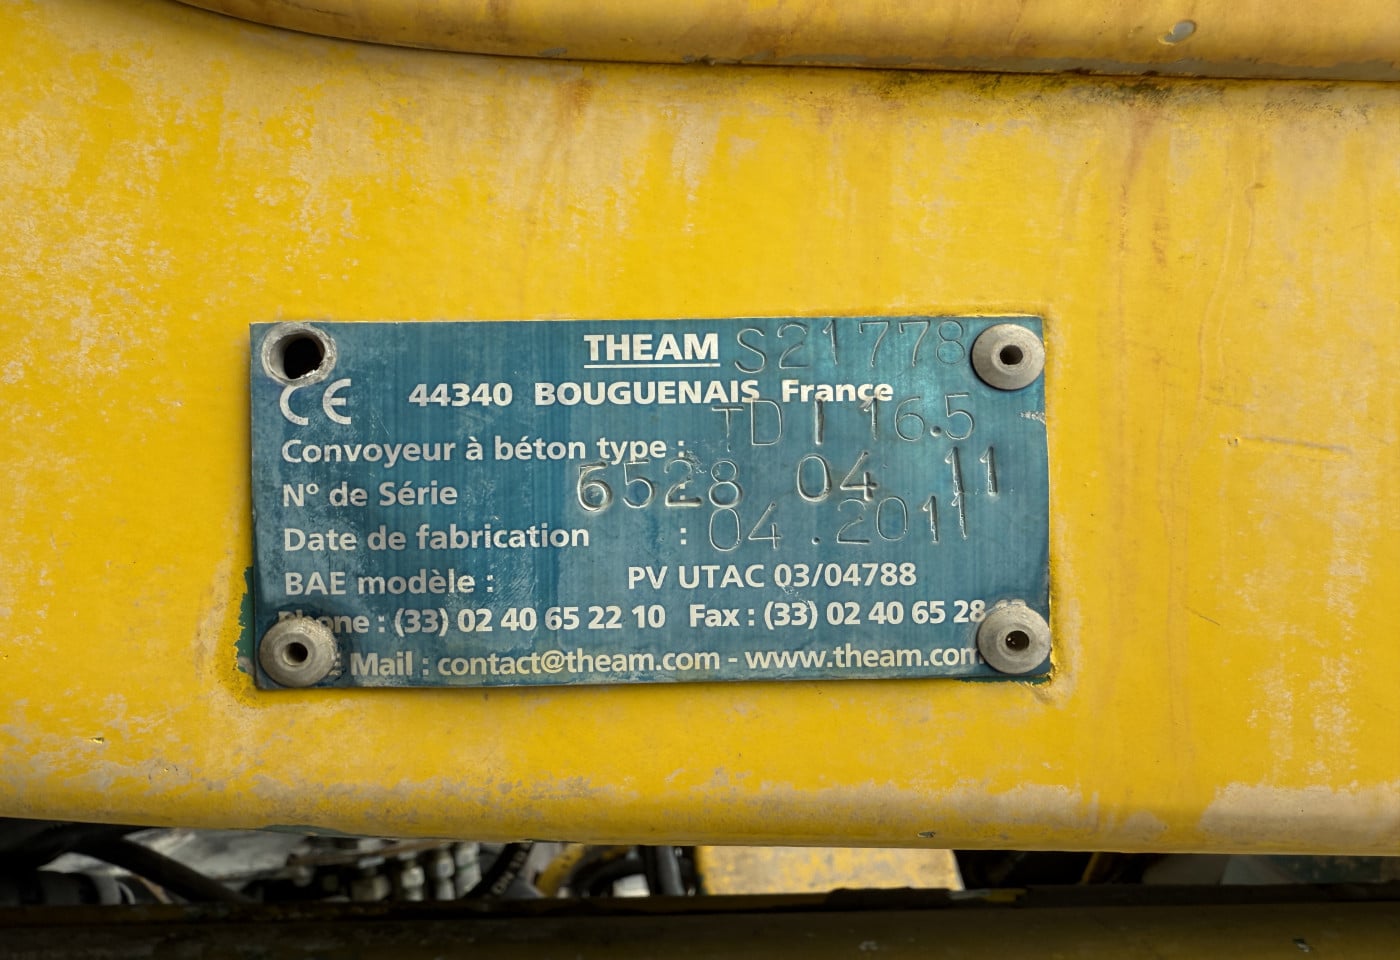 THEAM S21778
CE 44340 BOUGUENAIS France
Convoyeur à béton type : TD I 16.5
N° de Série : 6528 04 11
Date de fabrication : 04.2011
BAE modèle : PV UTAC 03/04788
Phone : (33) 02 40 65 22 10 Fax : (33) 02 40 65 28
E Mail : contact@theam.com - www.theam.com